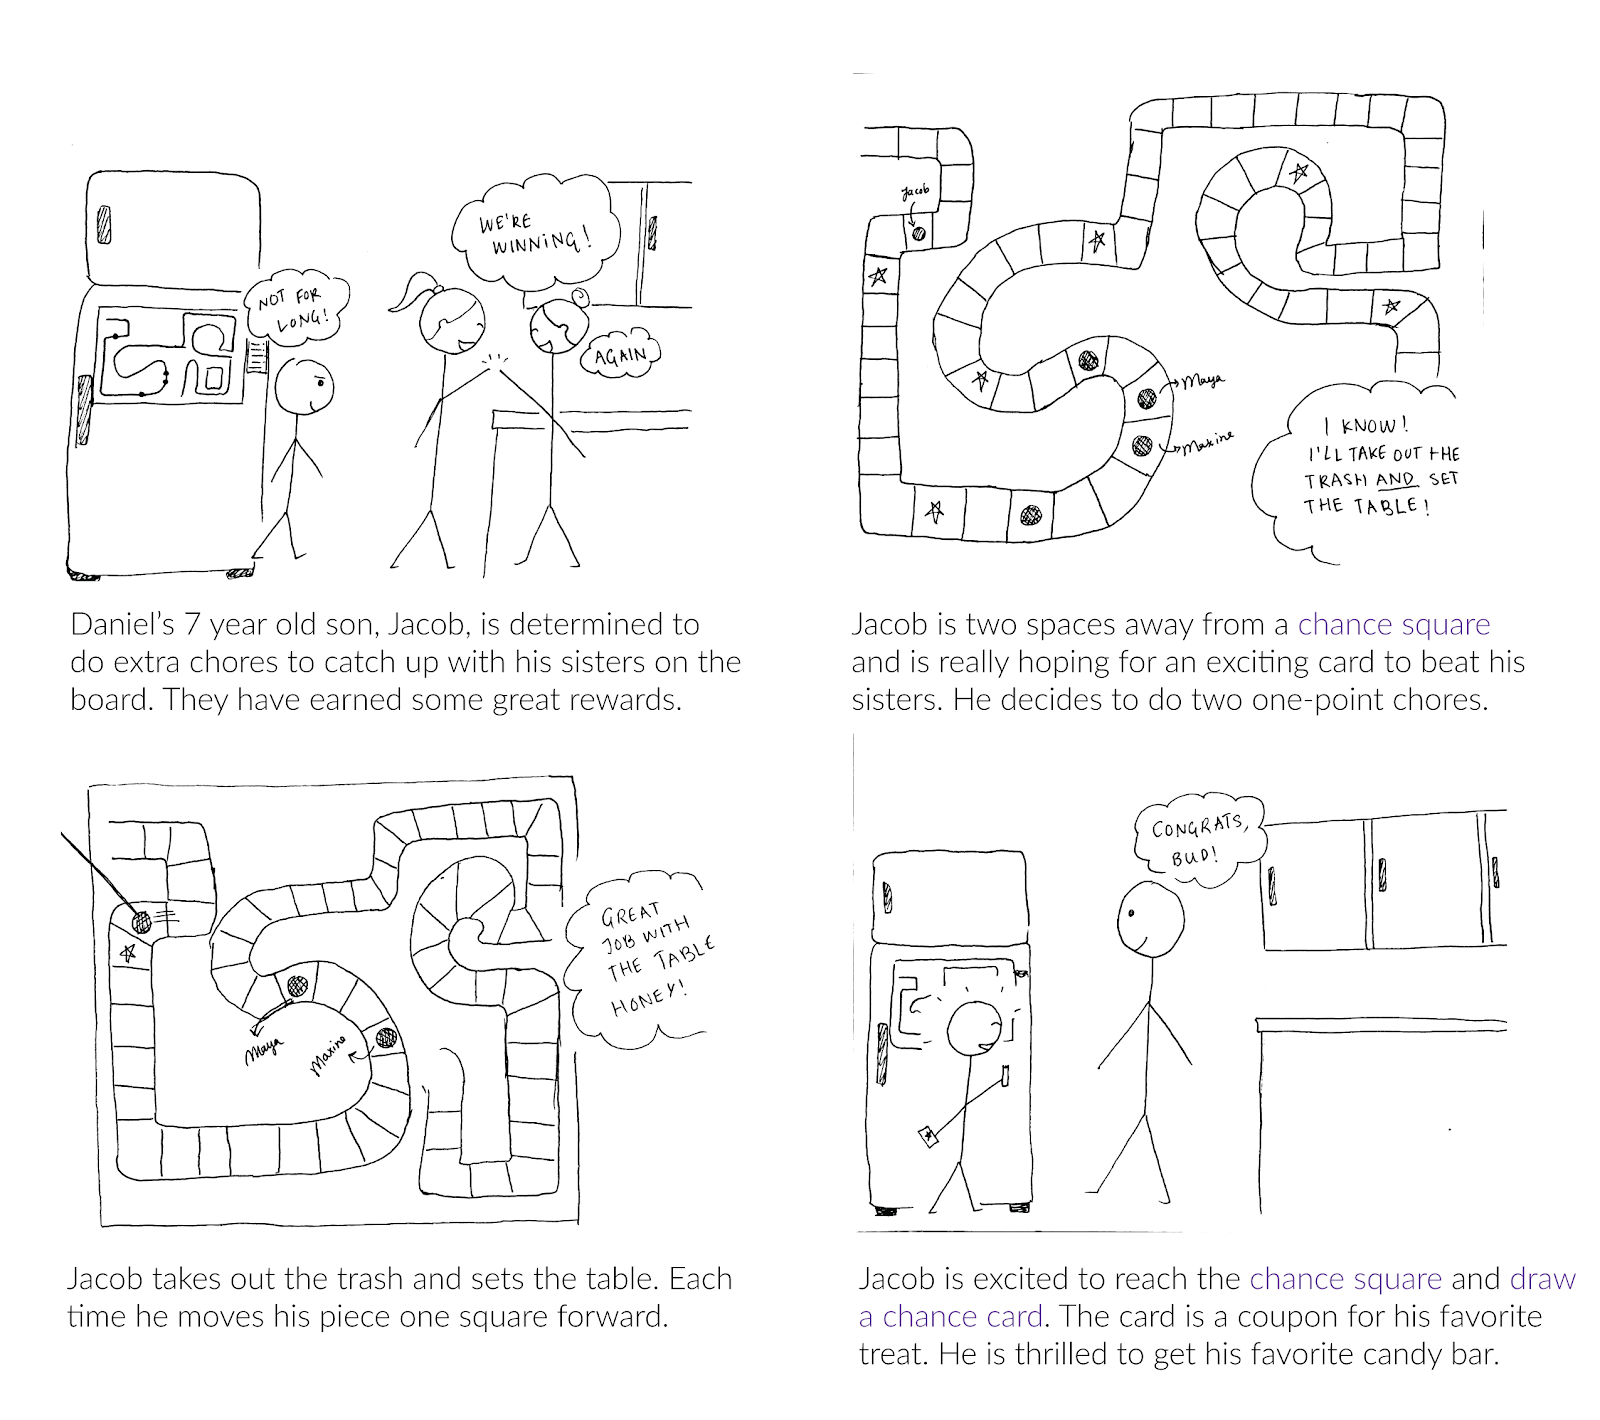 WE'RE
WINNING!
NOT FOR
LONG!
AGAIN
Daniel's 7 year old son, Jacob, is determined to
do extra chores to catch up with his sisters on the
board. They have earned some great rewards.
Jacob
Maya
Maxine
I KNOW!
I'LL TAKE OUT THE
TRASH AND SET
THE TABLE!
Jacob is two spaces away from a chance square
and is really hoping for an exciting card to beat his
sisters. He decides to do two one-point chores.
GREAT
JOB WITH
THE TABLE
HONEY!
Maya
Maxine
Jacob takes out the trash and sets the table. Each
time he moves his piece one square forward.
CONGRATS,
BUD!
Jacob is excited to reach the chance square and draw
a chance card. The card is a coupon for his favorite
treat. He is thrilled to get his favorite candy bar.